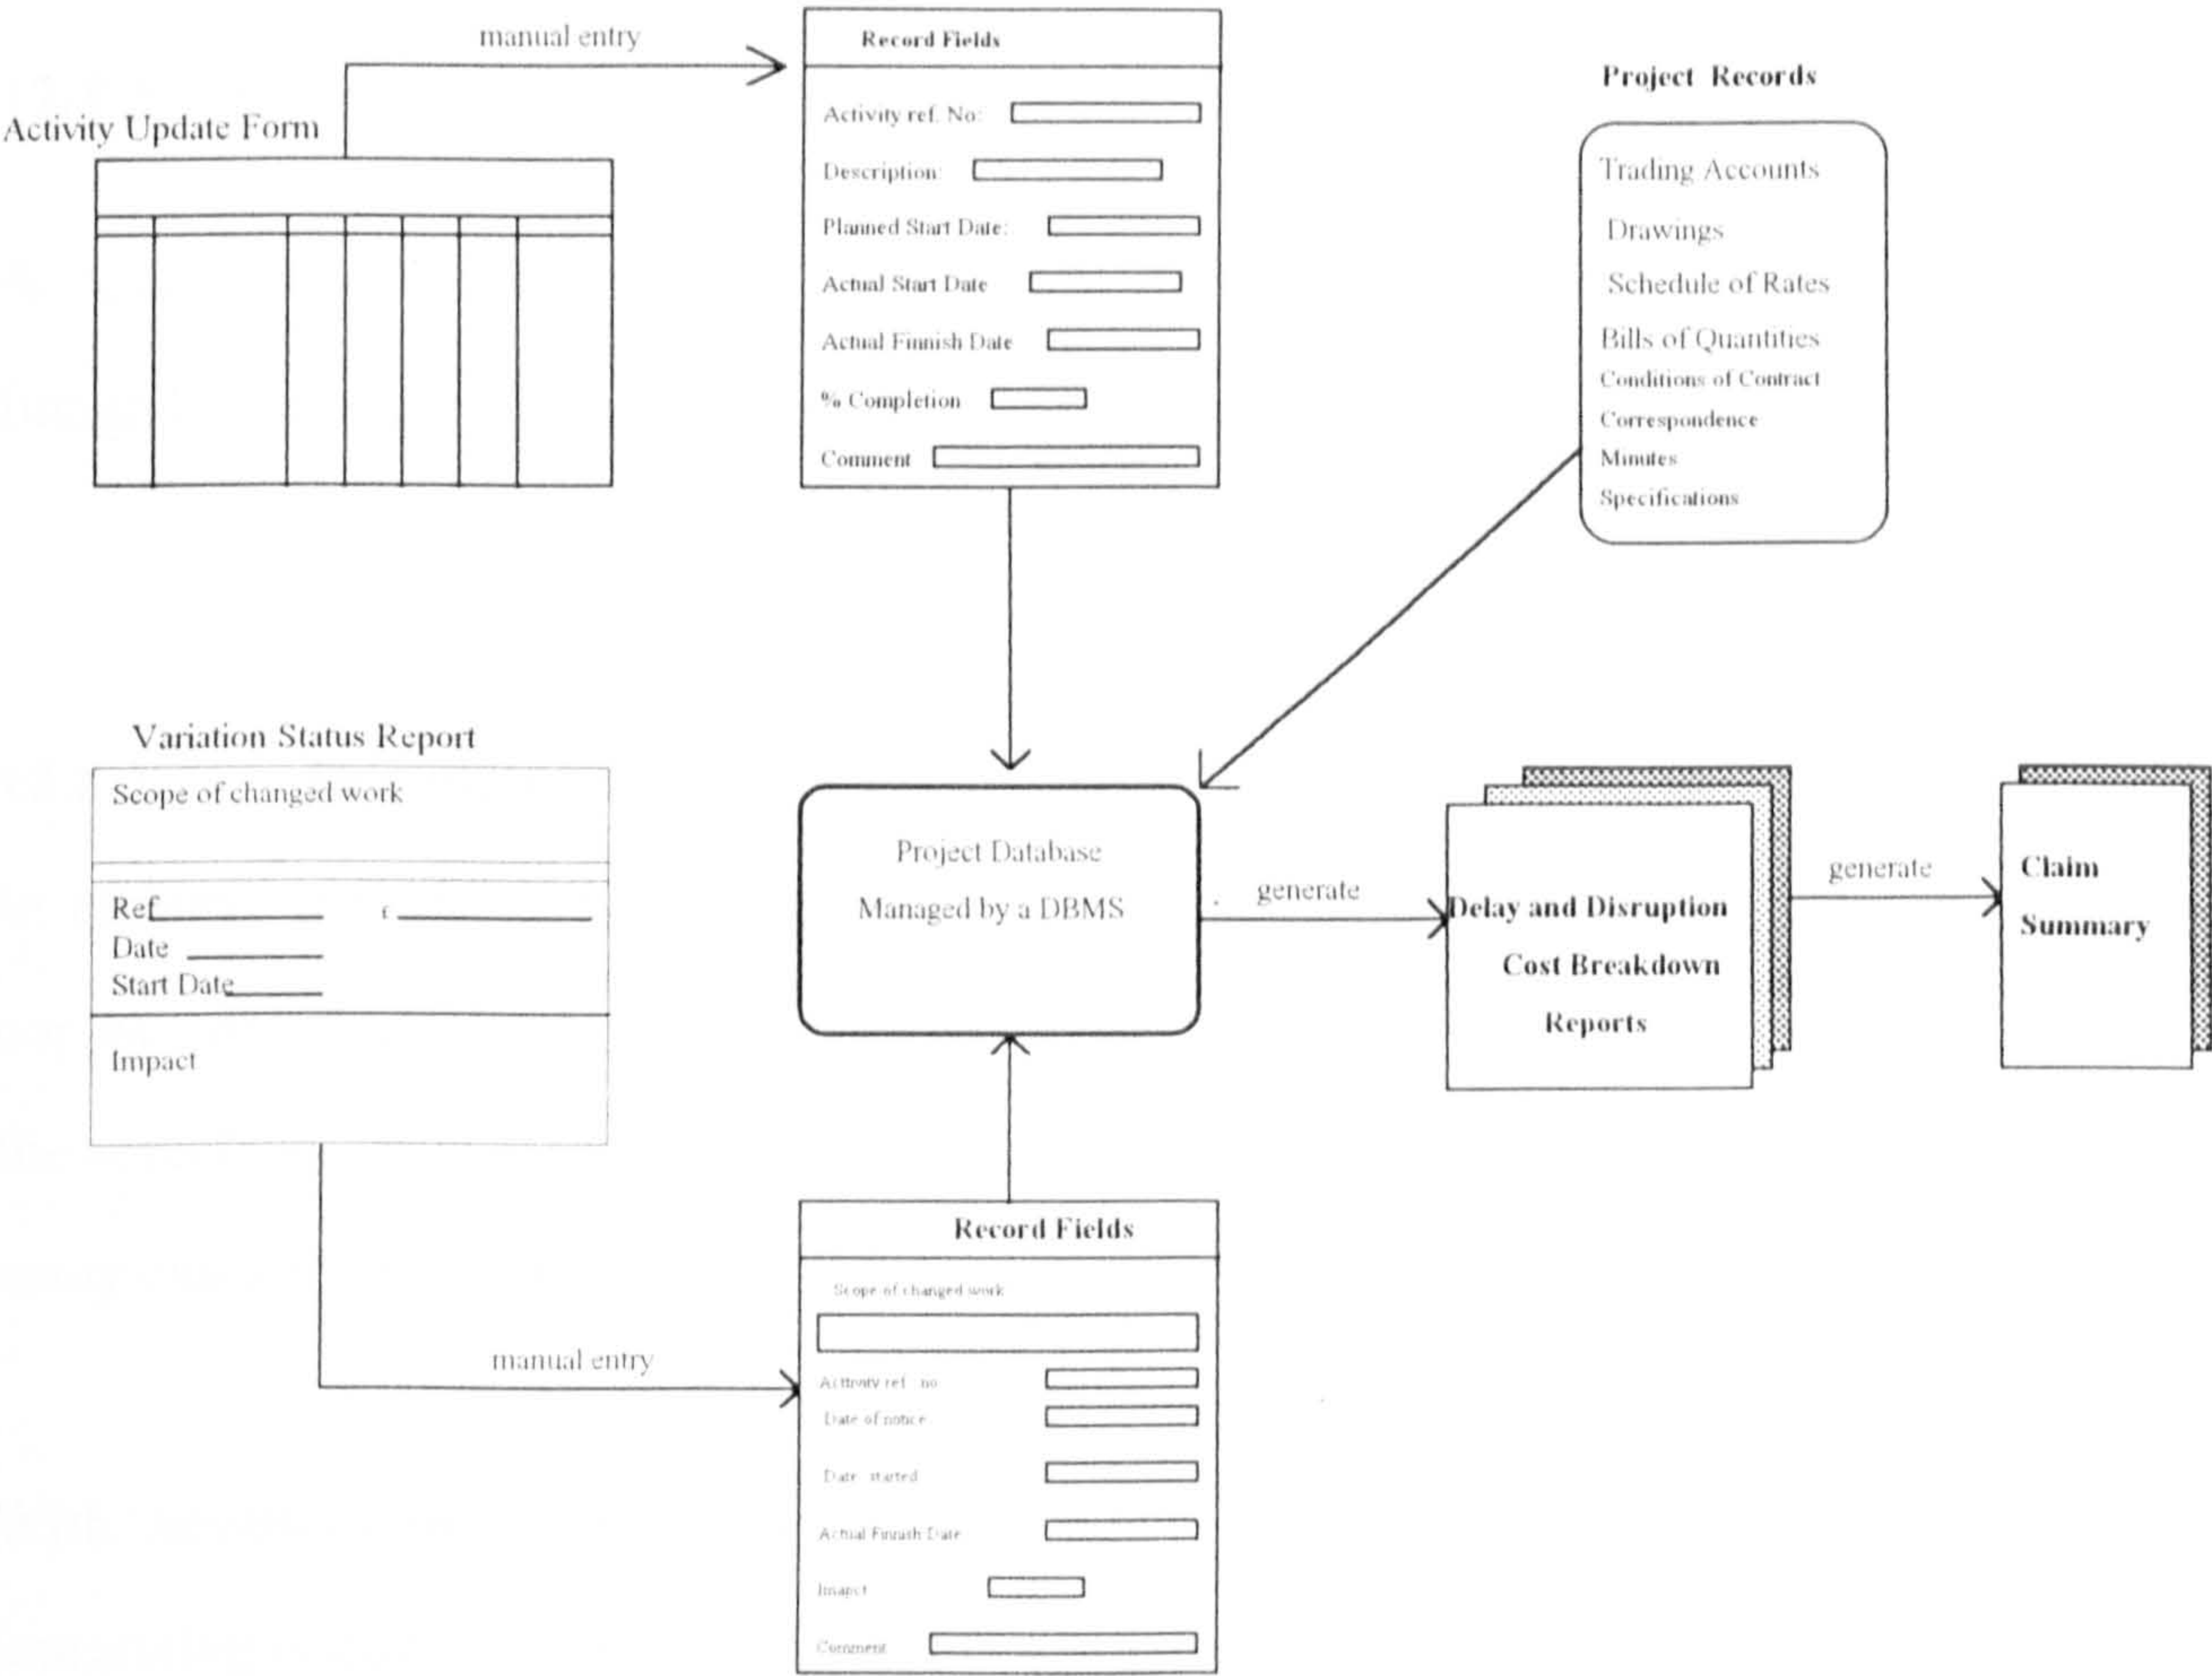 manual entry
Activity Update Form
Record Fields
Activity ref. No:
Description:
Planned Start Date:
Actual Start Date
Actual Finnish Date
% Completion
Comment
Project Records
Trading Accounts
Drawings
Schedule of Rates
Bills of Quantities
Conditions of Contract
Correspondence
Minutes
Specifications
Variation Status Report
Scope of changed work
Ref
£
Date
Start Date
Impact
Project Database
Managed by a DBMS
generate
Delay and Disruption
Cost Breakdown
Reports
generate
Claim
Summary
manual entry
Record Fields
Scope of changed work
ref. no
Date of notice
Date started
Actual Finnish Date
Comment